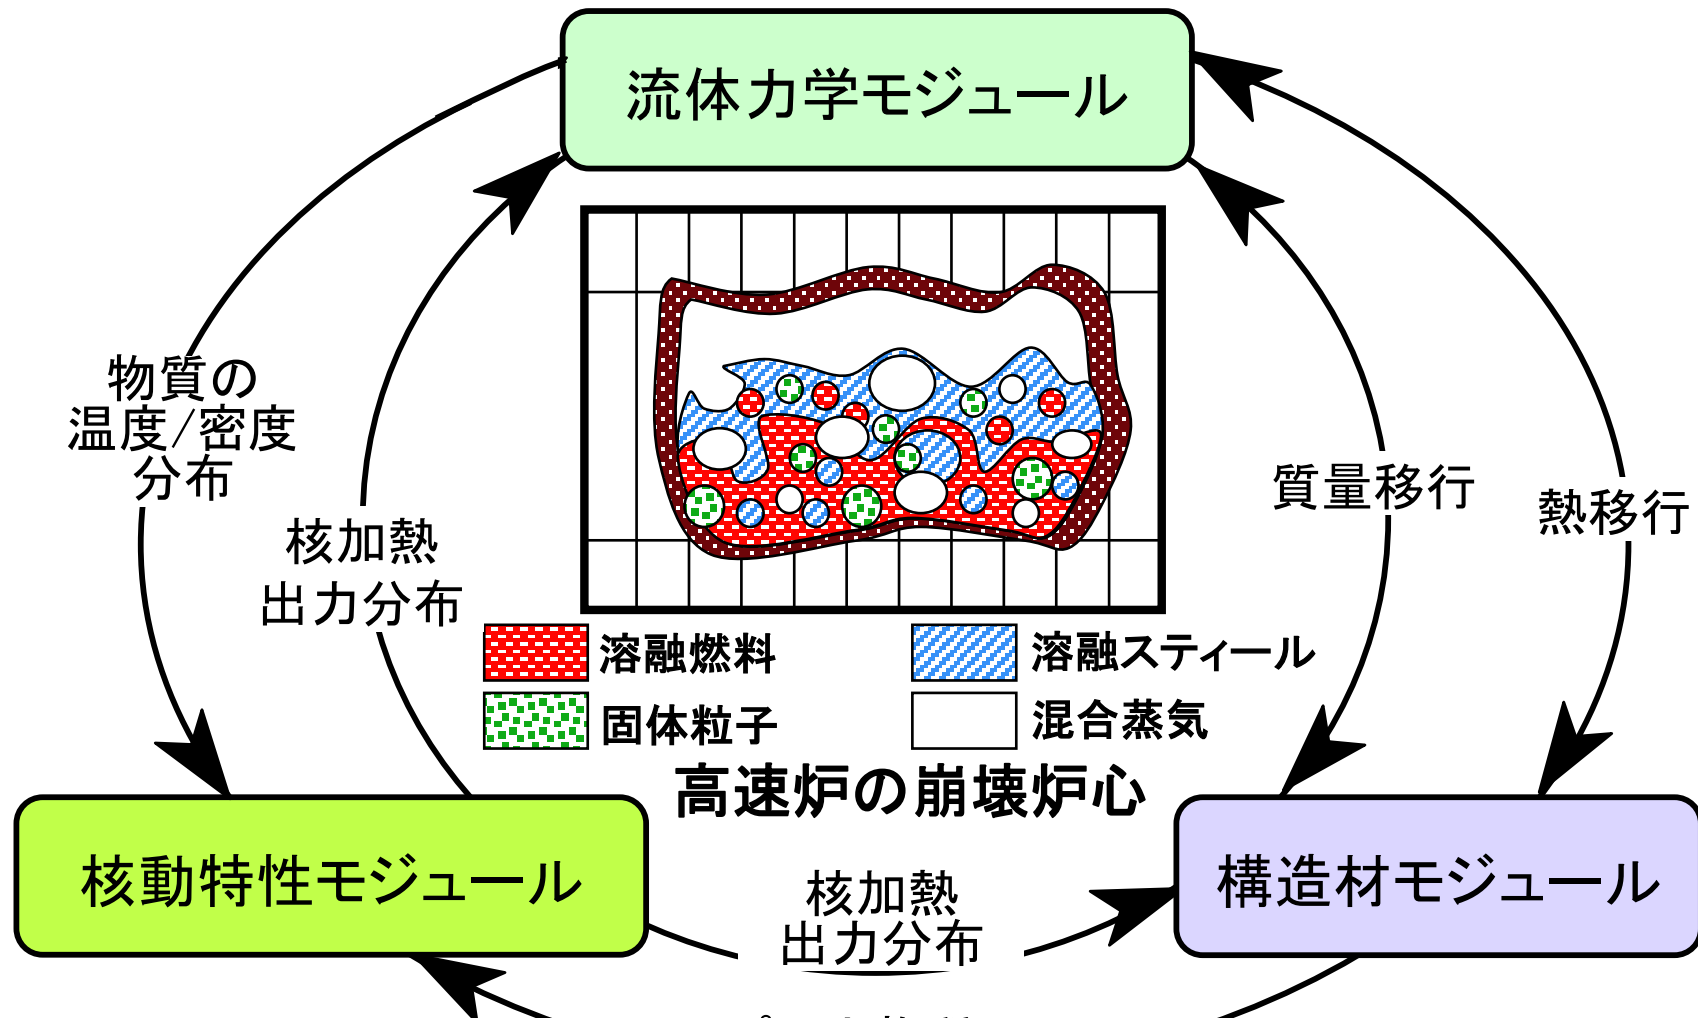 流体力学モジュール
物質の
温度/密度
分布
核加熱
出力分布
質量移行
熱移行
溶融燃料
溶融スティール
固体粒子
混合蒸気
高速炉の崩壊炉心
核動特性モジュール
核加熱
出力分布
構造材モジュール